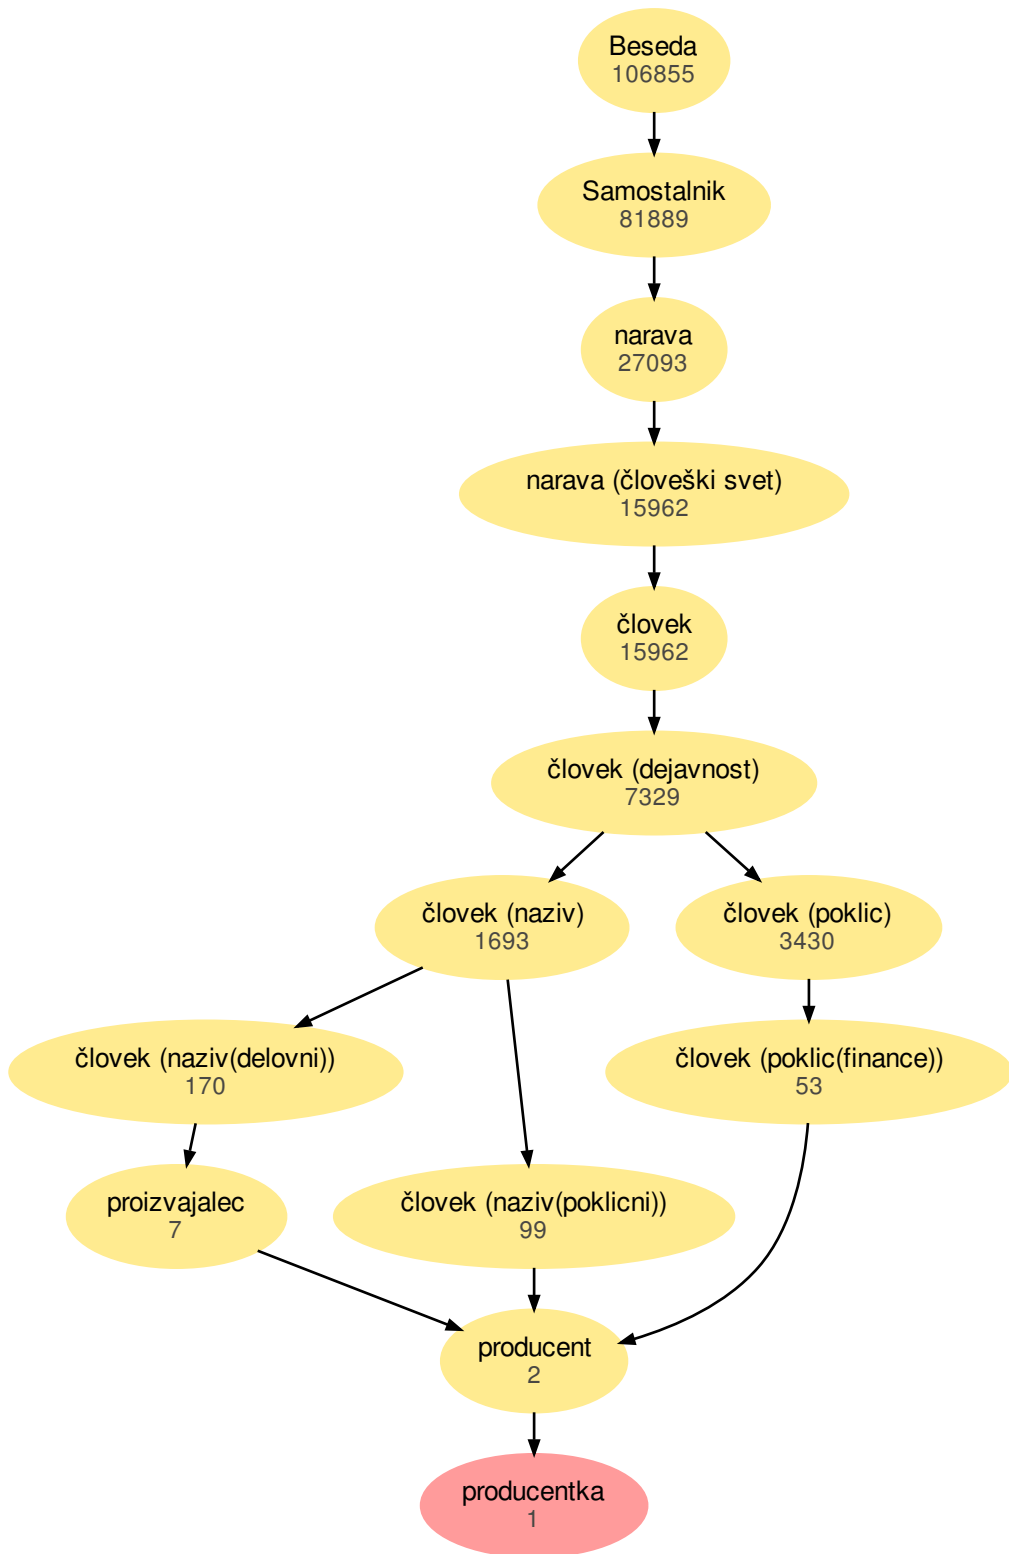 Beseda
106855
Samostalnik
81889
narava
27093
narava (človeški svet)
15962
človek
15962
človek (dejavnost)
7329
človek (naziv)
1693
človek (poklic)
3430
človek (naziv(delovni))
170
človek (poklic(finance))
53
proizvajalec
7
človek (naziv(poklicni))
99
producent
2
producentka
1